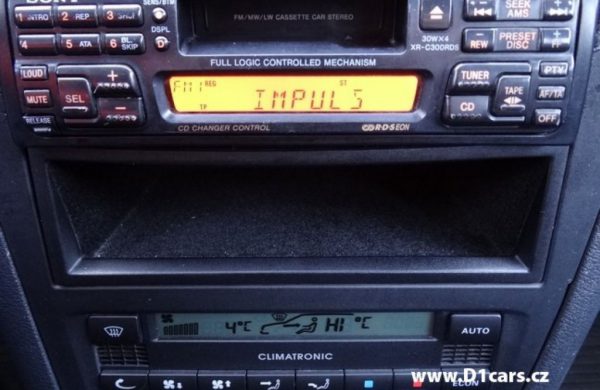 SONY
1 INTRO 2 REP 3 SHUF
SENS/BTM
DSPL
4 5 ATA 6 BL.SKIP
FM/MW/LW CASSETTE CAR STEREO
30W×4
XR-C300RDS
SEEK
AMS
REW PRESET DISC FF
FULL LOGIC CONTROLLED MECHANISM
LOUD
MUTE
RELEASE
SEL
FM1 REG ST
TP IMPULS
TUNER
CD
TAPE
PTY
AF/TA
OFF
CD CHANGER CONTROL
R·D·S EON
4°C HI °C
AUTO
CLIMATRONIC
ECON
www.D1cars.cz